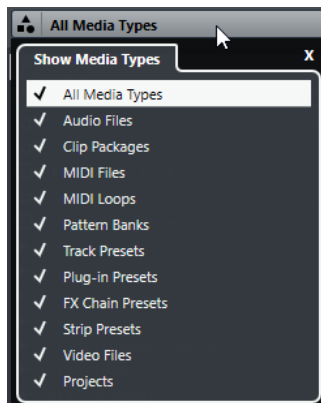 All Media Types
Show Media Types X
✓ All Media Types
✓ Audio Files
✓ Clip Packages
✓ MIDI Files
✓ MIDI Loops
✓ Pattern Banks
✓ Track Presets
✓ Plug-in Presets
✓ FX Chain Presets
✓ Strip Presets
✓ Video Files
✓ Projects